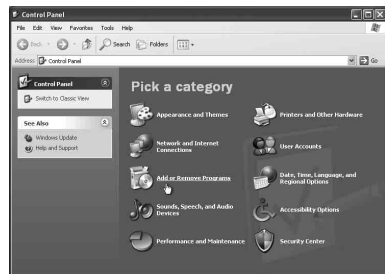 Control Panel
File Edit View Favorites Tools Help
Back Search Folders
Address Control Panel Go
Control Panel
Switch to Classic View
See Also
Windows Update
Help and Support
Pick a category
Appearance and Themes
Printers and Other Hardware
Network and Internet Connections
User Accounts
Add or Remove Programs
Date, Time, Language, and Regional Options
Sounds, Speech, and Audio Devices
Accessibility Options
Performance and Maintenance
Security Center